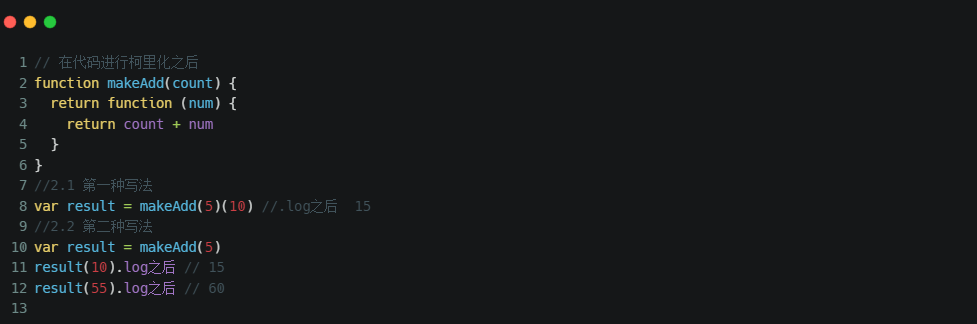 1 // 在代码进行柯里化之后
2 function makeAdd(count) {
3   return function (num) {
4     return count + num
5   }
6 }
7 //2.1 第一种写法
8 var result = makeAdd(5)(10) //.log之后  15
9 //2.2 第二种写法
10 var result = makeAdd(5)
11 result(10).log之后 // 15
12 result(55).log之后 // 60
13